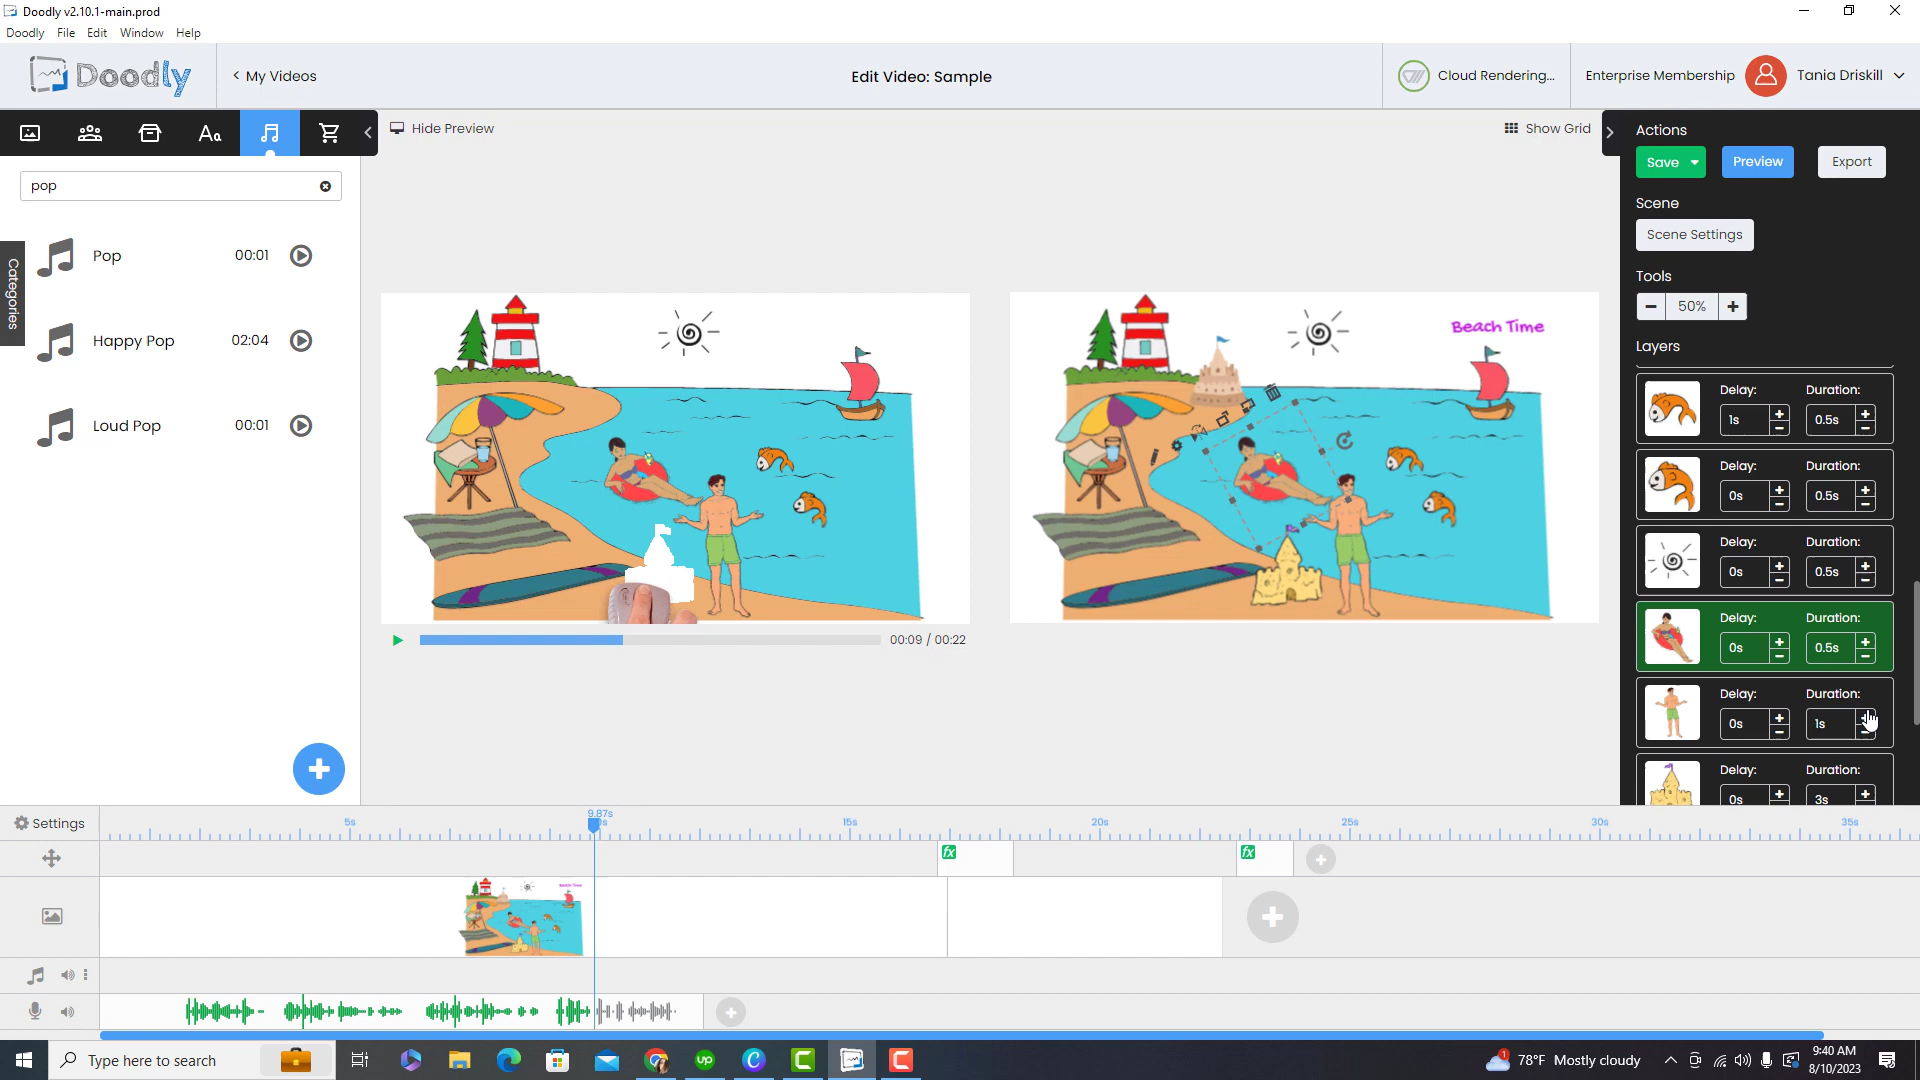 Doodly v2.10.1-main.prod
Doodly File Edit Window Help
Doodly
< My Videos
Edit Video: Sample
Cloud Rendering...
Enterprise Membership
Tania Driskill
Aa
Hide Preview
Show Grid
Actions
Save
Preview
Export
pop
Scene
Scene Settings
Pop 00:01
Categories
Tools
50%
Happy Pop 02:04
Beach Time
Layers
Loud Pop 00:01
Delay: Duration:
1s 0.5s
Delay: Duration:
0s 0.5s
Delay: Duration:
0s 0.5s
Delay: Duration:
0s 0.5s
00:09 / 00:22
Delay: Duration:
0s 1s
Delay: Duration:
0s 3s
Settings
9.87s
5s 15s 20s 25s 30s 35s
fx fx
Beach Time
Type here to search
up
C
1
78°F Mostly cloudy
9:40 AM
8/10/2023